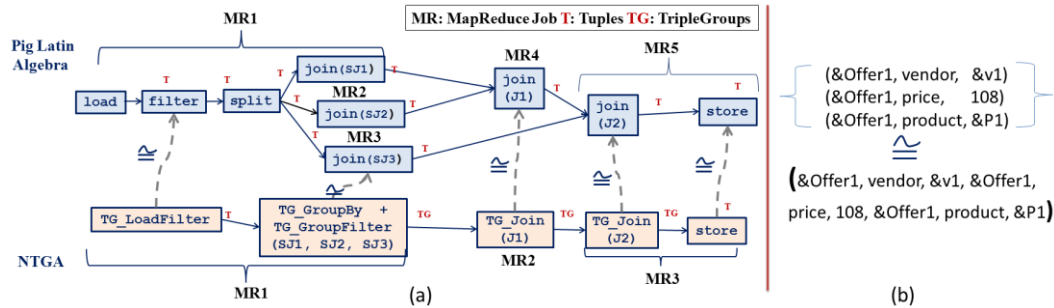 MR: MapReduce Job T: Tuples TG: TripleGroups
MR1
Pig Latin
Algebra
load
T
filter
T
split
T
join(SJ1)
T
MR2
T
join(SJ2)
T
MR3
T
join(SJ3)
T
MR4
join
(J1)
T
MR5
join
(J2)
T
T
store
≅
≅
≅
≅
≅
TG_LoadFilter
T
TG_GroupBy +
TG_GroupFilter
(SJ1, SJ2, SJ3)
TG
TG_Join
(J1)
TG
TG_Join
(J2)
TG
T
store
NTGA
MR1
MR2
MR3
(a)
(&Offer1, vendor, &v1)
(&Offer1, price, 108)
(&Offer1, product, &P1)
≅
(&Offer1, vendor, &v1, &Offer1,
price, 108, &Offer1, product, &P1)
(b)